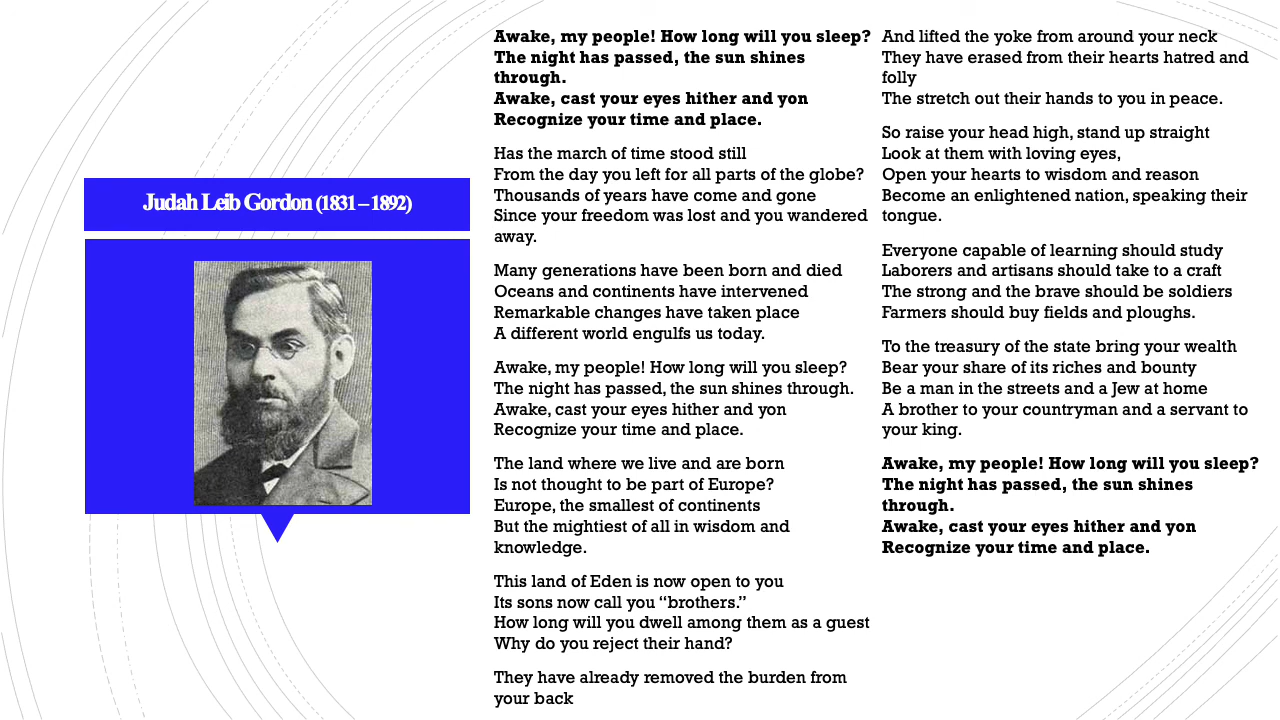 Judah Leib Gordon (1831 – 1892)
Awake, my people! How long will you sleep?
The night has passed, the sun shines
through.
Awake, cast your eyes hither and yon
Recognize your time and place.
Has the march of time stood still
From the day you left for all parts of the globe?
Thousands of years have come and gone
Since your freedom was lost and you wandered
away.
Many generations have been born and died
Oceans and continents have intervened
Remarkable changes have taken place
A different world engulfs us today.
Awake, my people! How long will you sleep?
The night has passed, the sun shines through.
Awake, cast your eyes hither and yon
Recognize your time and place.
The land where we live and are born
Is not thought to be part of Europe?
Europe, the smallest of continents
But the mightiest of all in wisdom and
knowledge.
This land of Eden is now open to you
Its sons now call you “brothers.”
How long will you dwell among them as a guest
Why do you reject their hand?
They have already removed the burden from
your back
And lifted the yoke from around your neck
They have erased from their hearts hatred and
folly
The stretch out their hands to you in peace.
So raise your head high, stand up straight
Look at them with loving eyes,
Open your hearts to wisdom and reason
Become an enlightened nation, speaking their
tongue.
Everyone capable of learning should study
Laborers and artisans should take to a craft
The strong and the brave should be soldiers
Farmers should buy fields and ploughs.
To the treasury of the state bring your wealth
Bear your share of its riches and bounty
Be a man in the streets and a Jew at home
A brother to your countryman and a servant to
your king.
Awake, my people! How long will you sleep?
The night has passed, the sun shines
through.
Awake, cast your eyes hither and yon
Recognize your time and place.